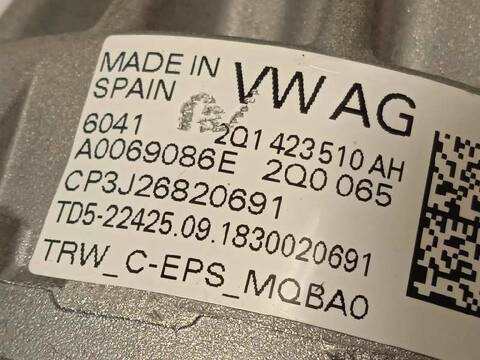 MADE IN
SPAIN
VW AG
6041
2Q1 423 510 AH
A0069086E 2Q0 065
CP3J26820691
TD5-22425.09.1830020691
TRW_C-EPS_MQBA0